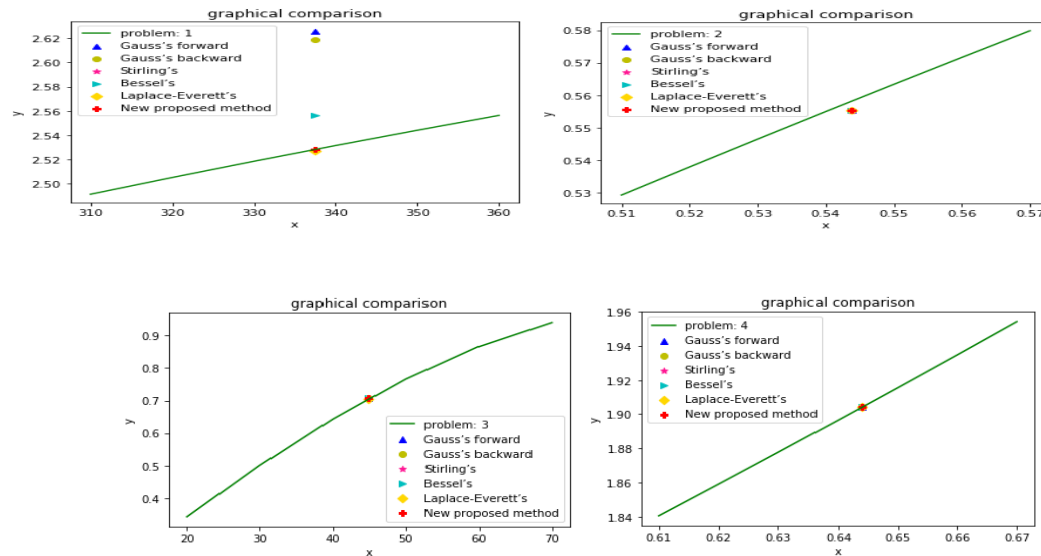 graphical comparison
problem: 1
Gauss's forward
Gauss's backward
Stirling's
Bessel's
Laplace-Everett's
New proposed method
2.62
2.60
2.58
2.56
2.54
2.52
2.50
y
310 320 330 340 350 360
x
graphical comparison
problem: 2
Gauss's forward
Gauss's backward
Stirling's
Bessel's
Laplace-Everett's
New proposed method
0.58
0.57
0.56
0.55
0.54
0.53
y
0.51 0.52 0.53 0.54 0.55 0.56 0.57
x
graphical comparison
0.9
0.8
0.7
0.6
0.5
0.4
y
problem: 3
Gauss's forward
Gauss's backward
Stirling's
Bessel's
Laplace-Everett's
New proposed method
20 30 40 50 60 70
x
graphical comparison
problem: 4
Gauss's forward
Gauss's backward
Stirling's
Bessel's
Laplace-Everett's
New proposed method
1.96
1.94
1.92
1.90
1.88
1.86
1.84
y
0.61 0.62 0.63 0.64 0.65 0.66 0.67
x